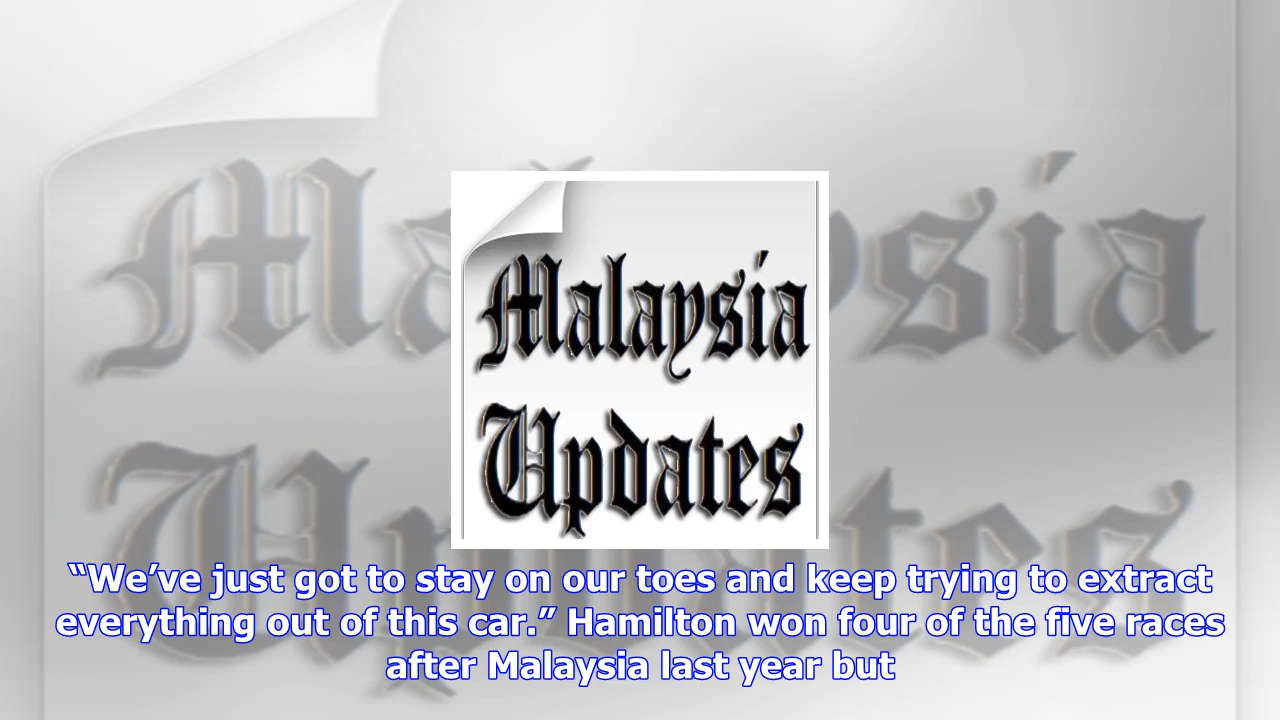 Malaysia
Updates
“We’ve just got to stay on our toes and keep trying to extract
everything out of this car.” Hamilton won four of the five races
after Malaysia last year but